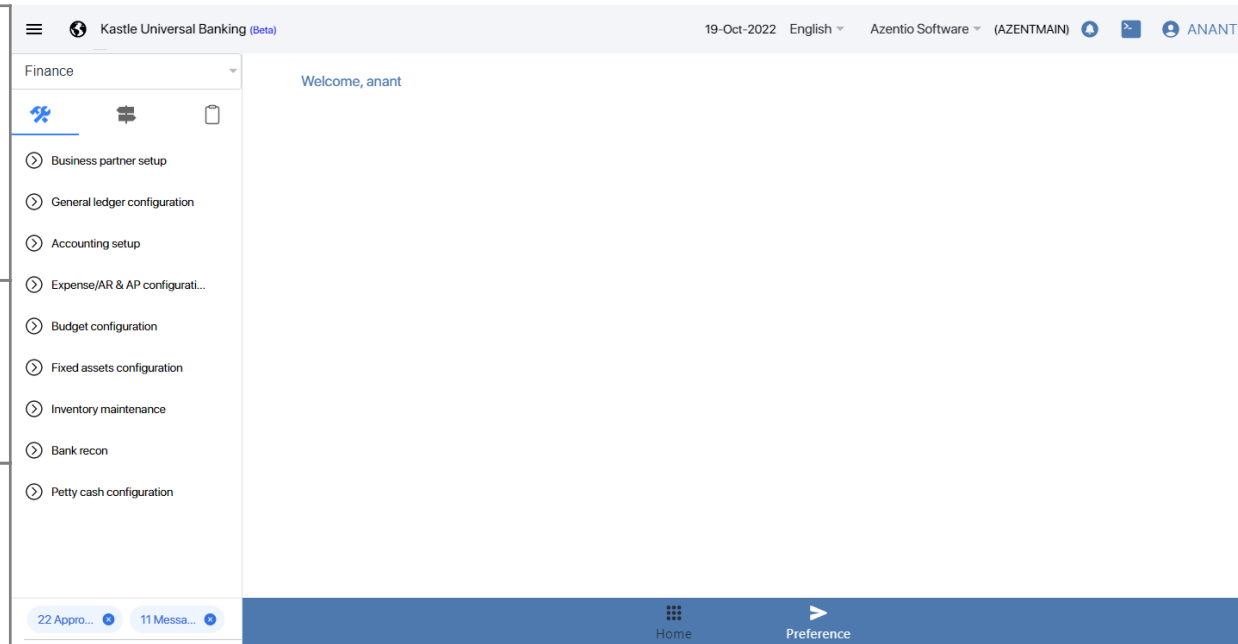 Kastle Universal Banking (Beta)
19-Oct-2022 English Azentio Software (AZENTMAIN) ANANT
Finance
Welcome, anant
Business partner setup
General ledger configuration
Accounting setup
Expense/AR & AP configurati...
Budget configuration
Fixed assets configuration
Inventory maintenance
Bank recon
Petty cash configuration
22 Appro... 11 Messa...
Home Preference